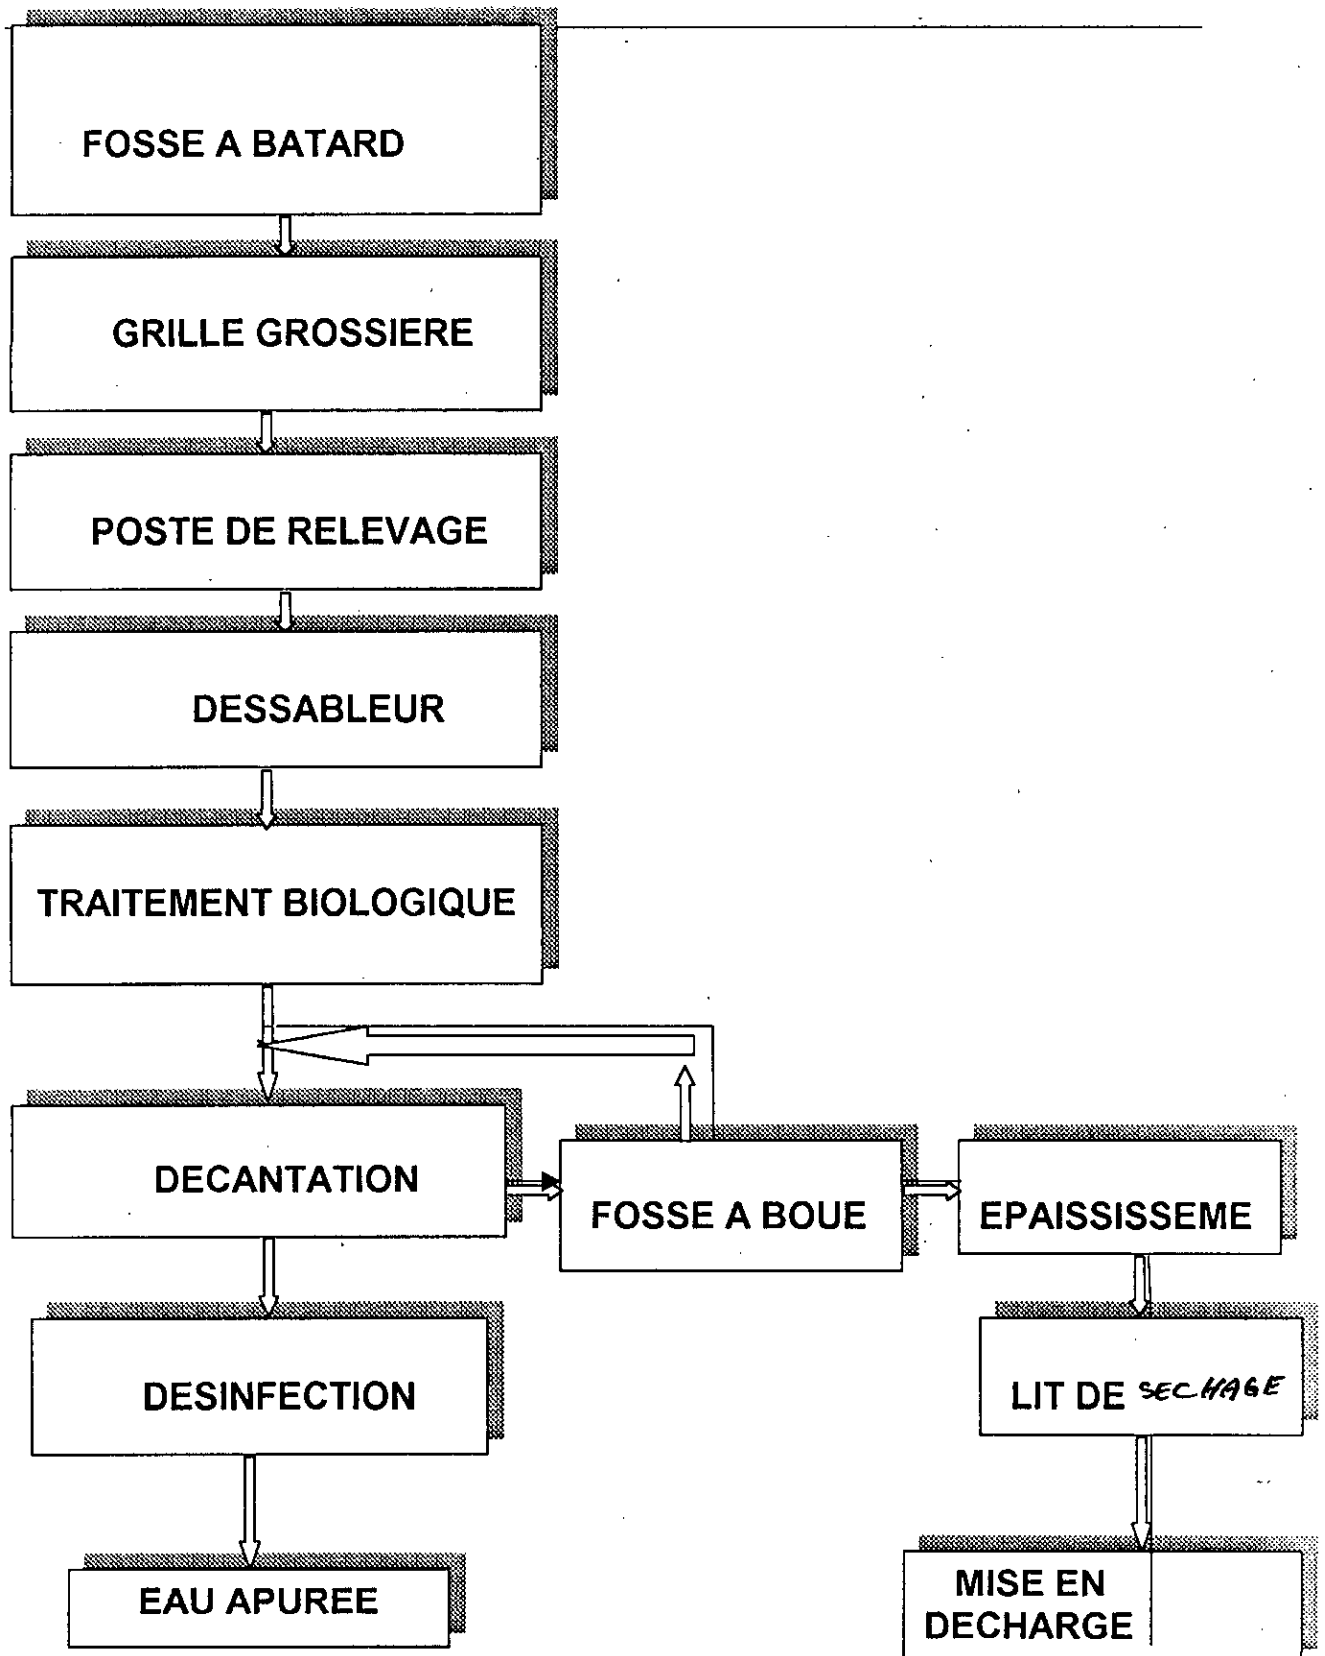 FOSSE A BATARD
GRILLE GROSSIERE
POSTE DE RELEVAGE
DESSABLEUR
TRAITEMENT BIOLOGIQUE
DECANTATION
FOSSE A BOUE
EPAISSISSEME
DESINFECTION
LIT DE SECHAGE
EAU APUREE
MISE EN
DECHARGE